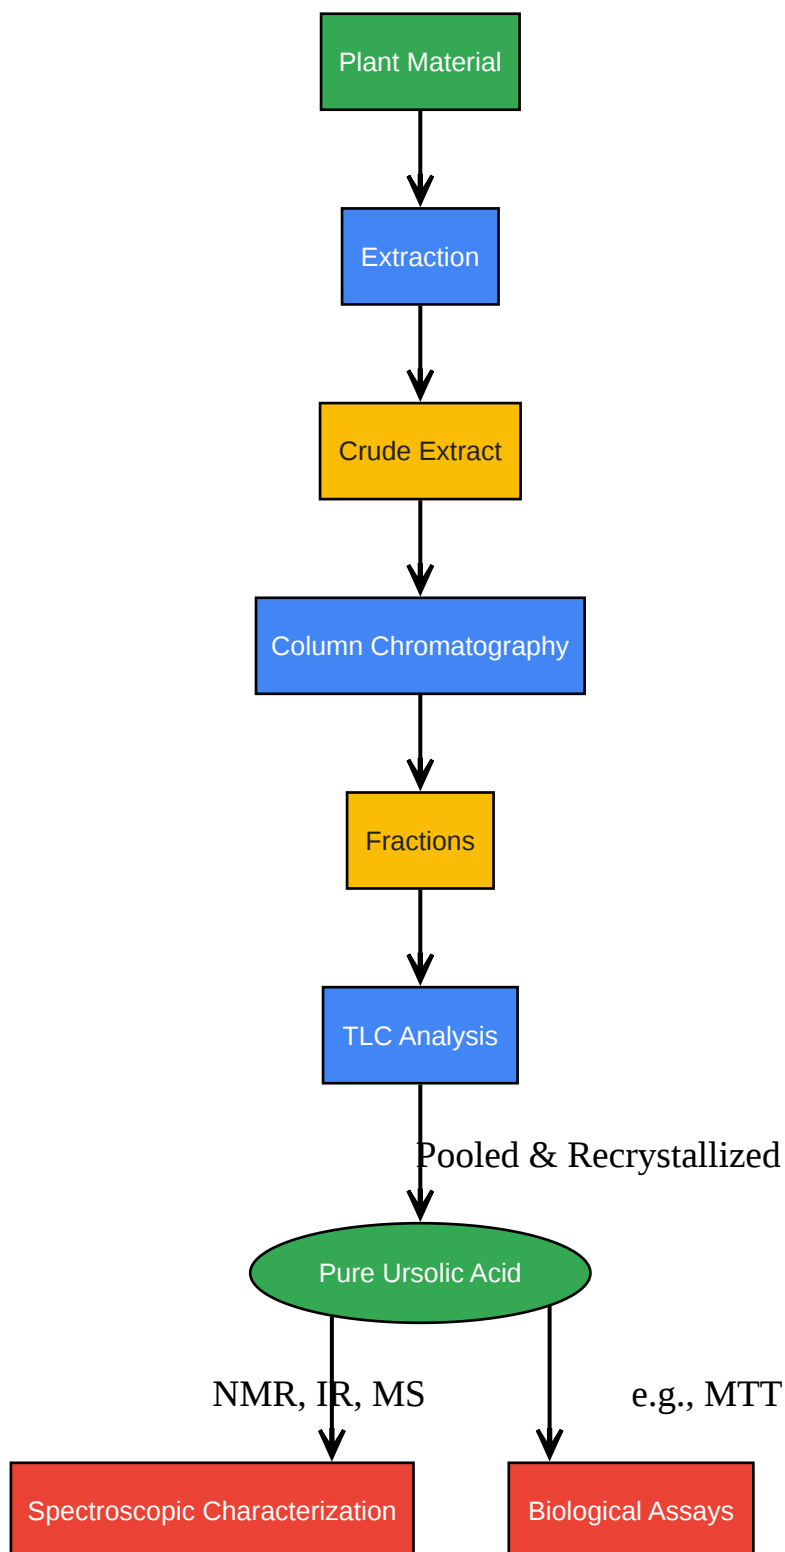 Plant Material
Extraction
Crude Extract
Column Chromatography
Fractions
TLC Analysis
Pooled & Recrystallized
Pure Ursolic Acid
NMR, IR, MS
e.g., MTT
Spectroscopic Characterization
Biological Assays